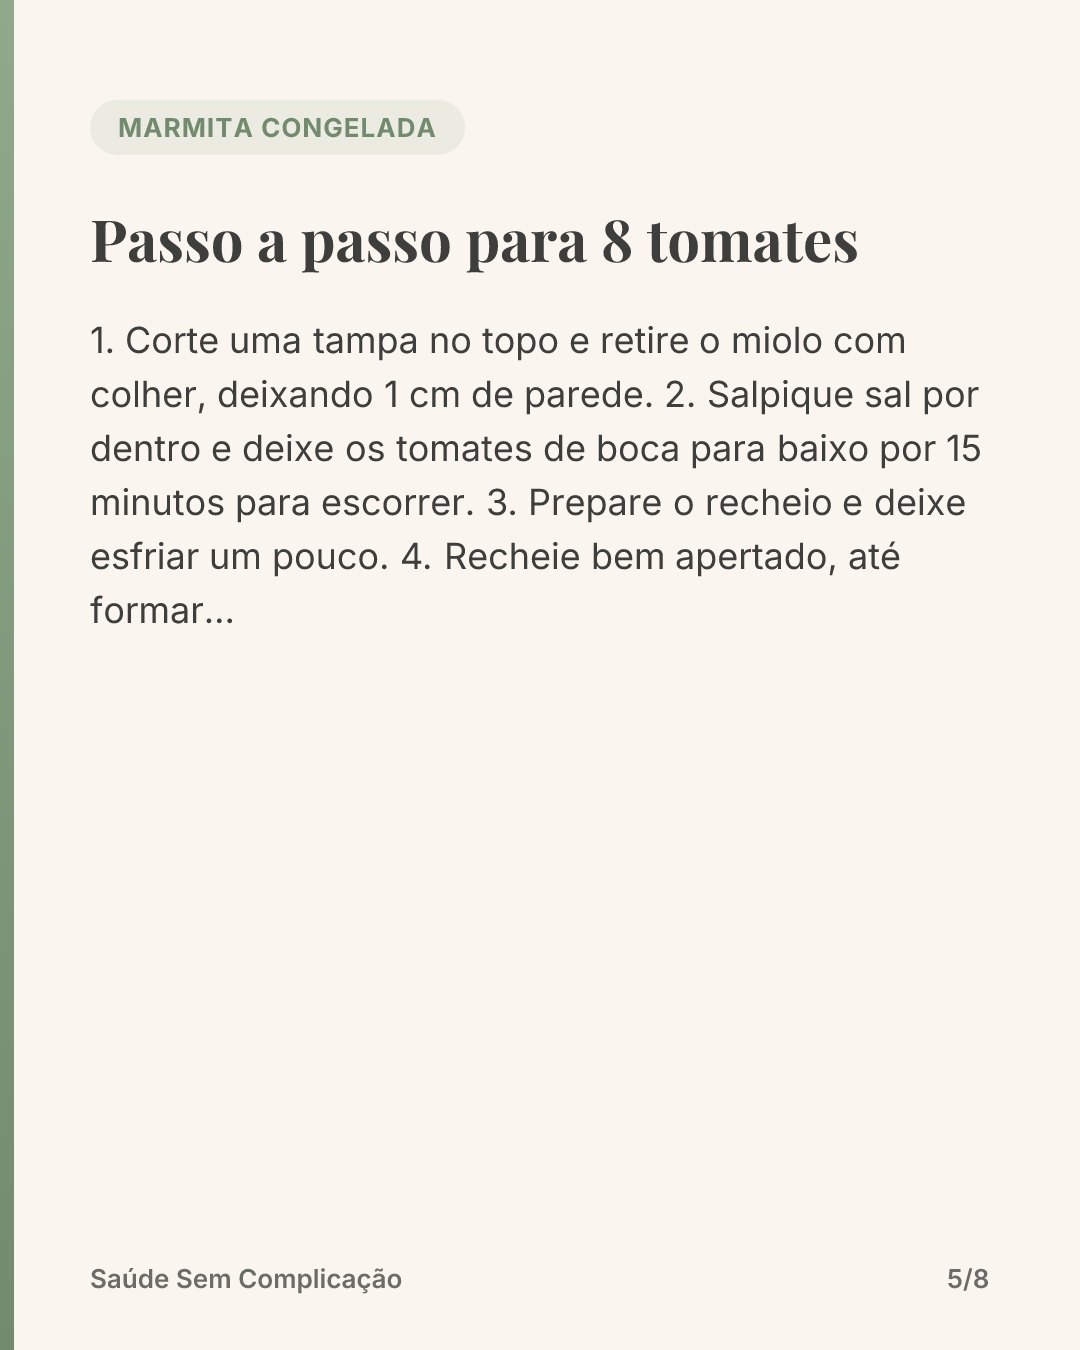 MARMITA CONGELADA
Passo a passo para 8 tomates
1. Corte uma tampa no topo e retire o miolo com
colher, deixando 1 cm de parede. 2. Salpique sal por
dentro e deixe os tomates de boca para baixo por 15
minutos para escorrer. 3. Prepare o recheio e deixe
esfriar um pouco. 4. Recheie bem apertado, até
formar...
Saúde Sem Complicação
5/8